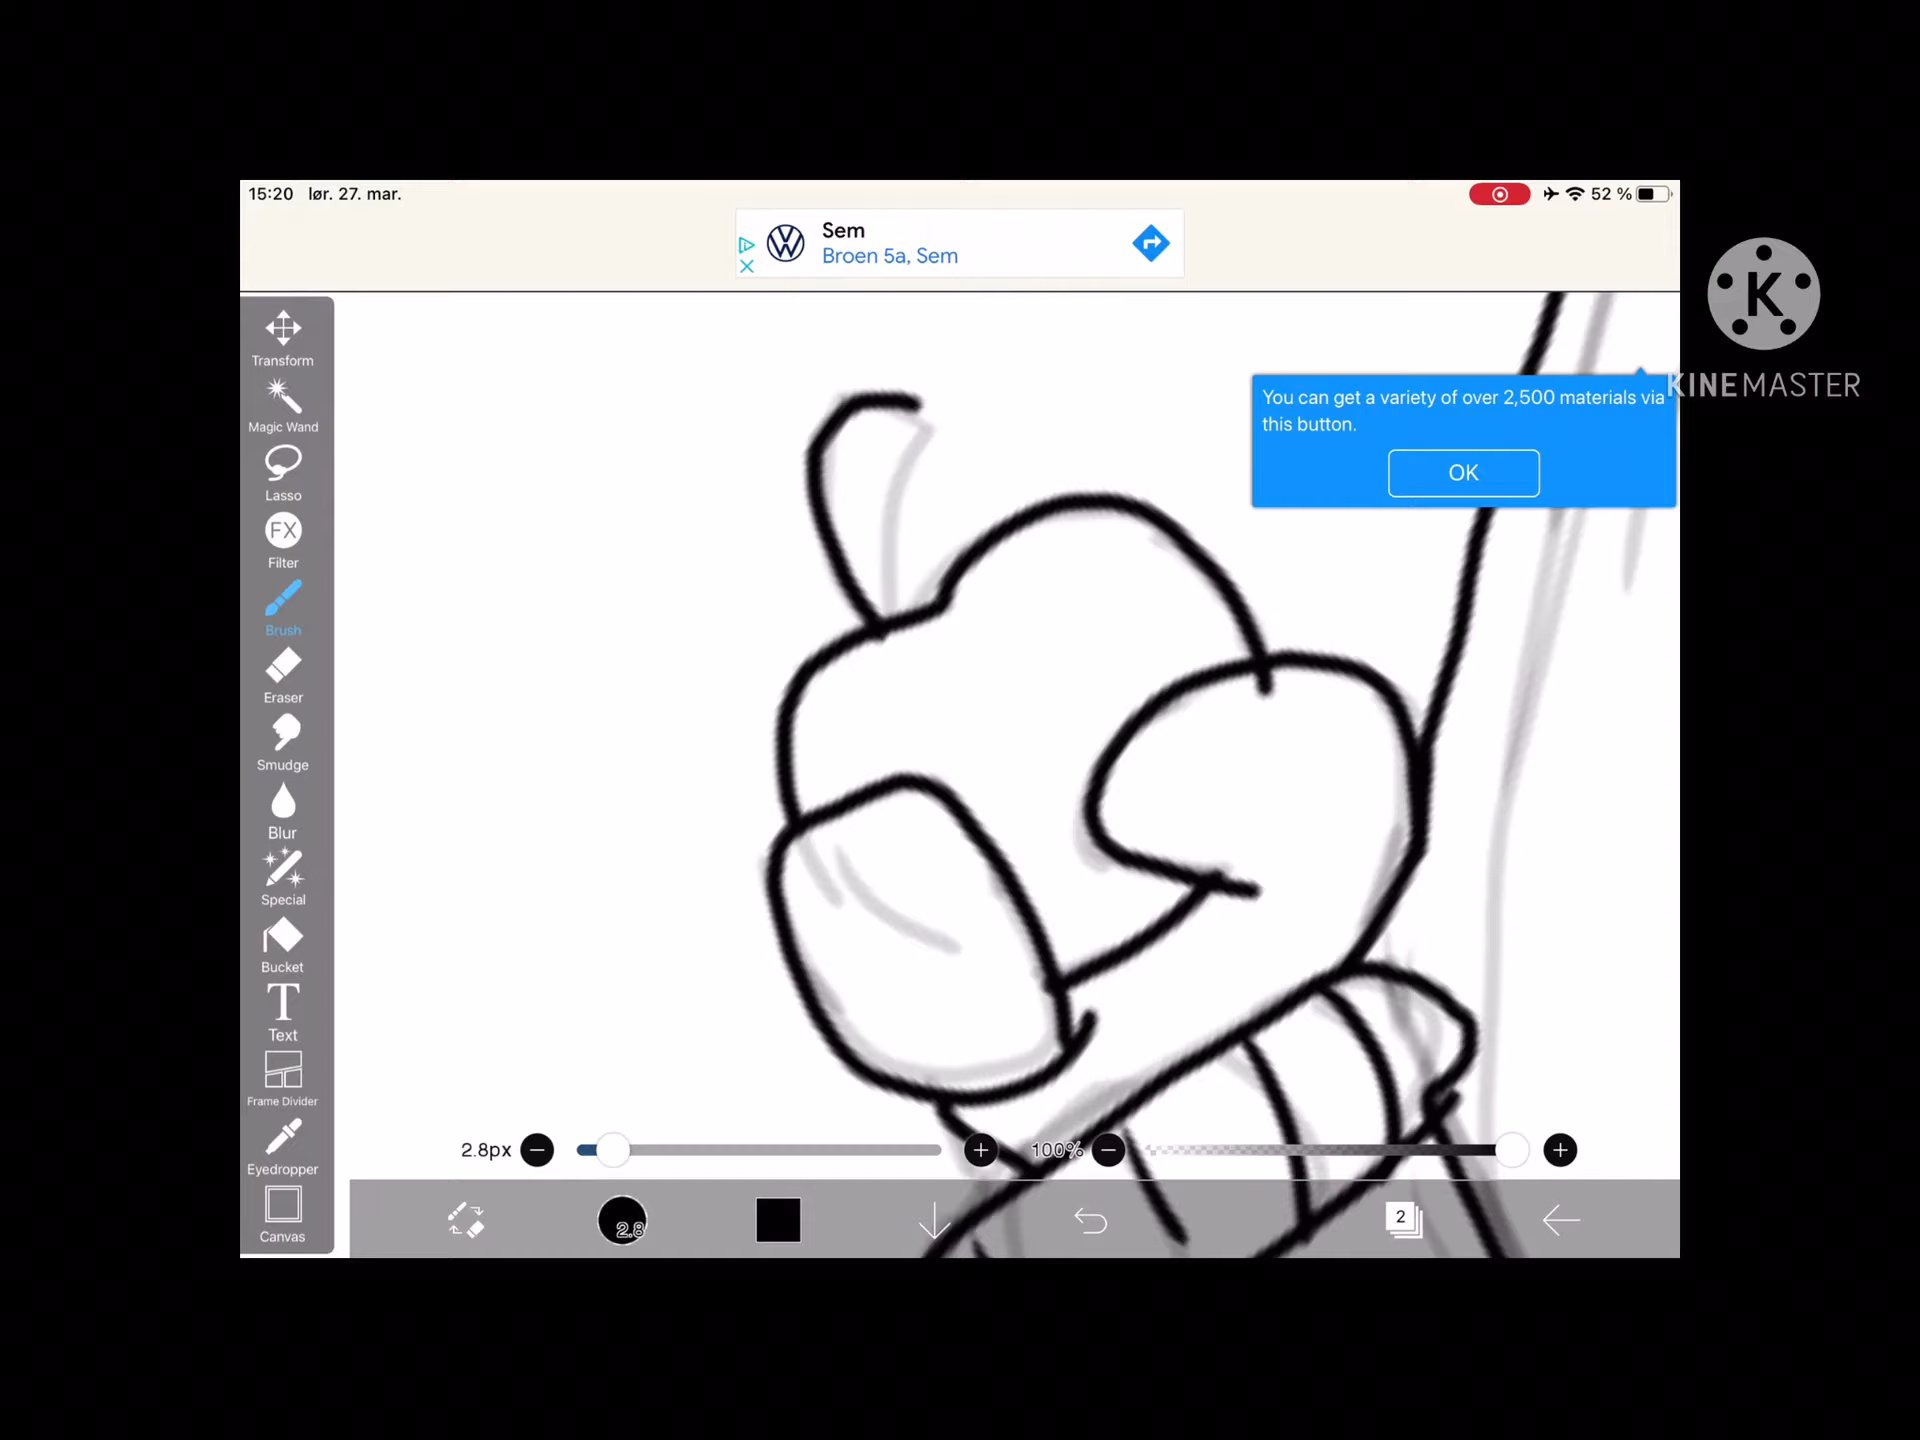 15:20 lør. 27. mar.
52 %
Sem
Broen 5a, Sem
KINEMASTER
You can get a variety of over 2,500 materials via
this button.
OK
Transform
Magic Wand
Lasso
FX
Filter
Brush
Eraser
Smudge
Blur
Special
Bucket
T
Text
Frame Divider
Eyedropper
Canvas
2.8px
100%
2.8
2